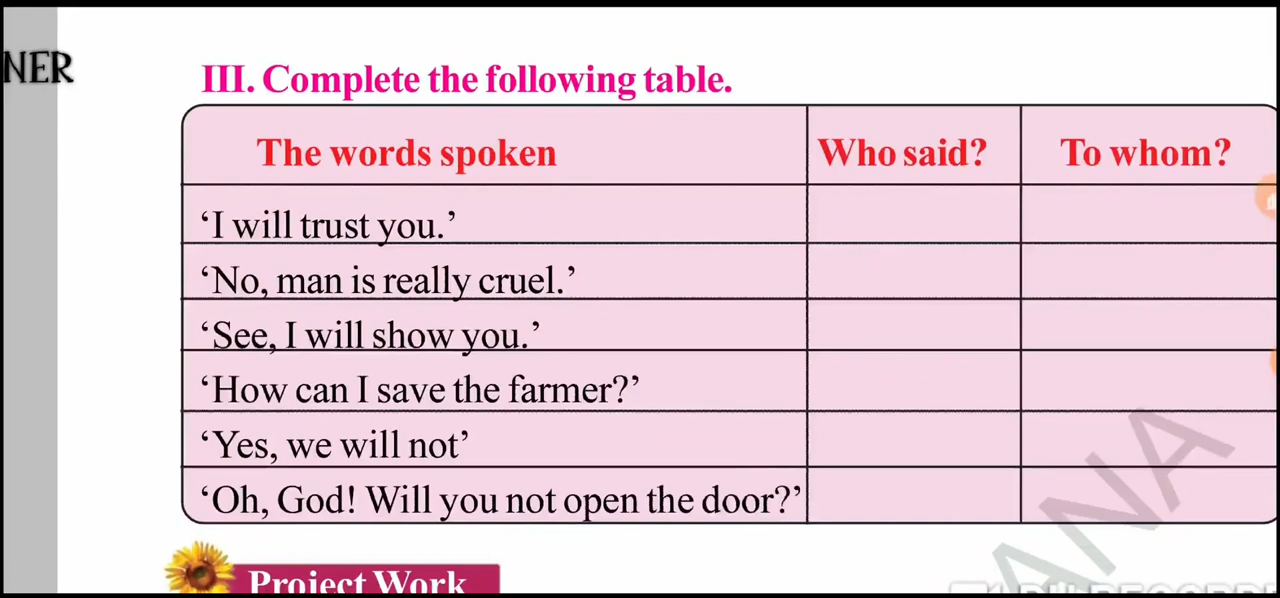 NER
III. Complete the following table.
The words spoken Who said? To whom?
‘I will trust you.’
‘No, man is really cruel.’
‘See, I will show you.’
‘How can I save the farmer?’
‘Yes, we will not’
‘Oh, God! Will you not open the door?’
Project Work
ANA